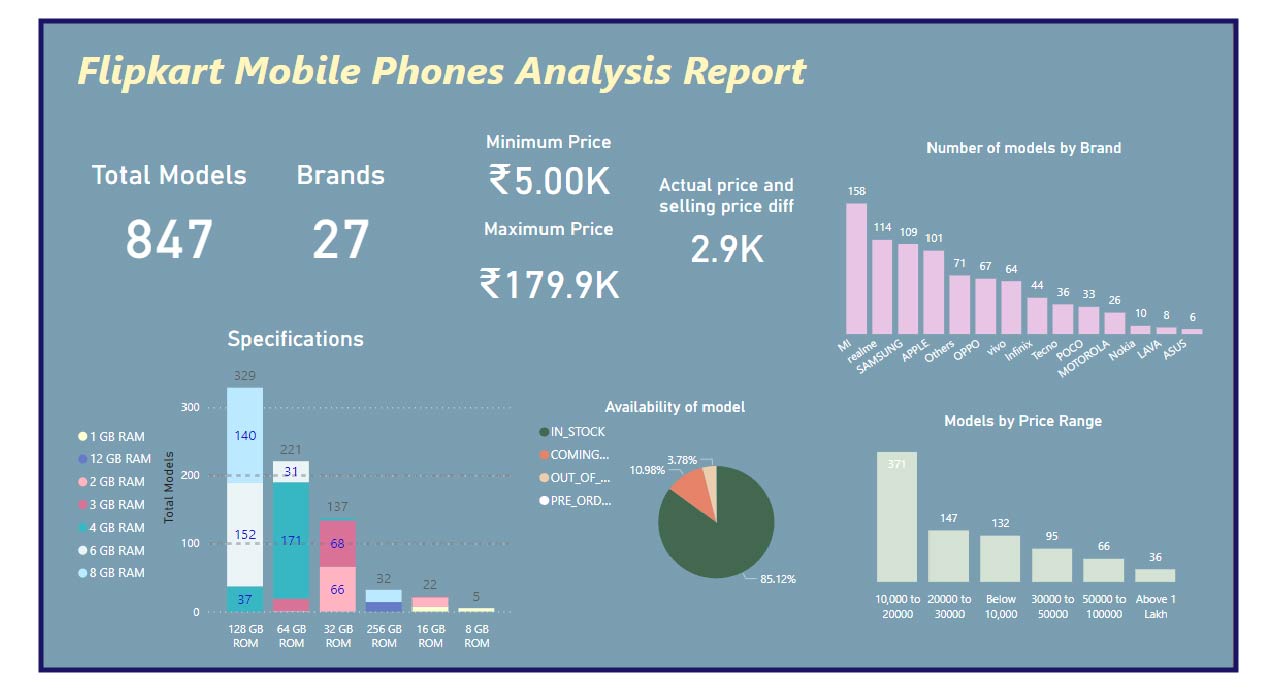 Flipkart Mobile Phones Analysis Report
Total Models
847
Brands
27
Minimum Price
₹5.00K
Maximum Price
₹179.9K
Actual price and
selling price diff
2.9K
Number of models by Brand
158
114
109
101
71
67
64
44
36
33
26
10
8
6
MI
realme
SAMSUNG
APPLE
Others
OPPO
vivo
Infinix
Tecno
POCO
MOTOROLA
Nokia
LAVA
ASUS
Specifications
1 GB RAM
12 GB RAM
2 GB RAM
3 GB RAM
4 GB RAM
6 GB RAM
8 GB RAM
Total Models
300
200
100
0
329
140
152
37
221
31
171
137
68
66
32
22
5
128 GB
ROM
64 GB
ROM
32 GB
ROM
256 GB
ROM
16 GB
ROM
8 GB
ROM
Availability of model
IN_STOCK
COMING...
OUT_OF_...
PRE_ORD...
3.78%
10.98%
85.12%
Models by Price Range
371
147
132
95
66
36
10,000 to
20000
20000 to
30000
Below
10,000
30000 to
50000
50000 to
100000
Above 1
Lakh